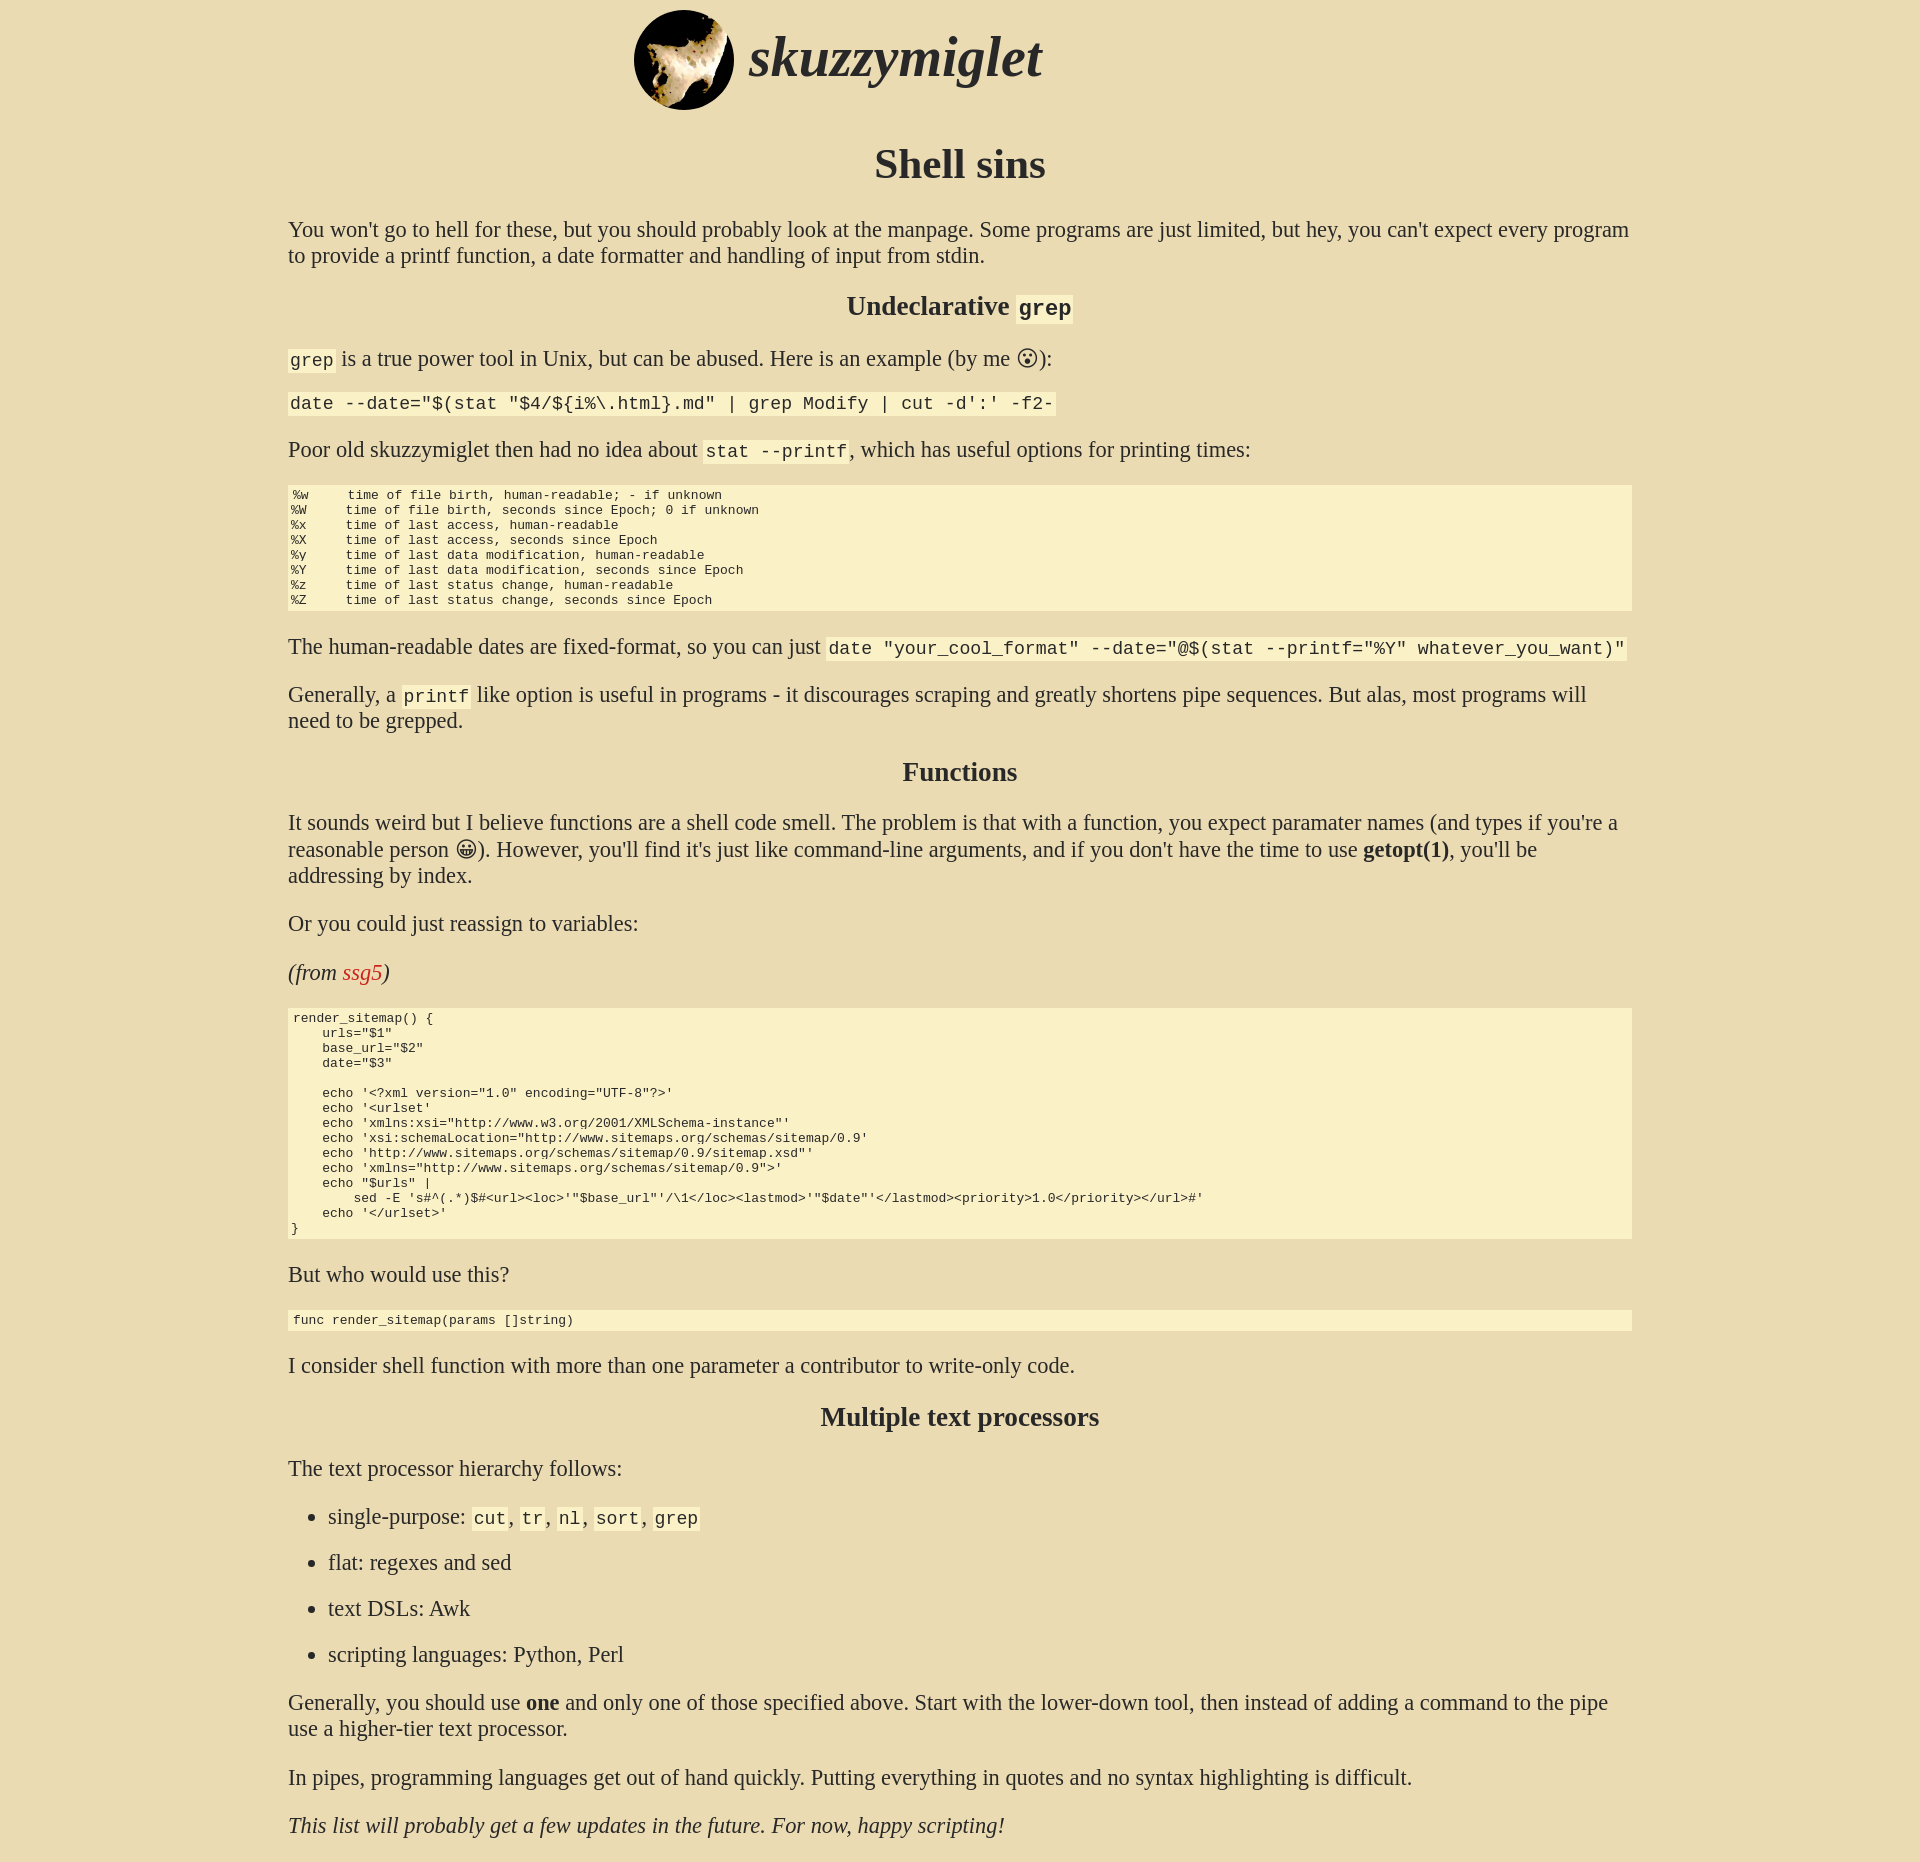 skuzzymiglet
Shell sins
You won't go to hell for these, but you should probably look at the manpage. Some programs are just limited, but hey, you can't expect every program
to provide a printf function, a date formatter and handling of input from stdin.
Undeclarative grep
grep is a true power tool in Unix, but can be abused. Here is an example (by me 😮):
date --date="$(stat "$4/${i%\.html}.md" | grep Modify | cut -d':' -f2-
Poor old skuzzymiglet then had no idea about stat --printf, which has useful options for printing times:
%w     time of file birth, human-readable; - if unknown
%W     time of file birth, seconds since Epoch; 0 if unknown
%x     time of last access, human-readable
%X     time of last access, seconds since Epoch
%y     time of last data modification, human-readable
%Y     time of last data modification, seconds since Epoch
%z     time of last status change, human-readable
%Z     time of last status change, seconds since Epoch
The human-readable dates are fixed-format, so you can just date "your_cool_format" --date="@$(stat --printf="%Y" whatever_you_want)"
Generally, a printf like option is useful in programs - it discourages scraping and greatly shortens pipe sequences. But alas, most programs will
need to be grepped.
Functions
It sounds weird but I believe functions are a shell code smell. The problem is that with a function, you expect paramater names (and types if you're a
reasonable person 😀). However, you'll find it's just like command-line arguments, and if you don't have the time to use getopt(1), you'll be
addressing by index.
Or you could just reassign to variables:
(from ssg5)
render_sitemap() {
    urls="$1"
    base_url="$2"
    date="$3"
    echo '<?xml version="1.0" encoding="UTF-8"?>'
    echo '<urlset'
    echo 'xmlns:xsi="http://www.w3.org/2001/XMLSchema-instance"'
    echo 'xsi:schemaLocation="http://www.sitemaps.org/schemas/sitemap/0.9'
    echo 'http://www.sitemaps.org/schemas/sitemap/0.9/sitemap.xsd"'
    echo 'xmlns="http://www.sitemaps.org/schemas/sitemap/0.9">'
    echo "$urls" |
        sed -E 's#^(.*)$#<url><loc>'"$base_url"'/\1</loc><lastmod>'"$date"'</lastmod><priority>1.0</priority></url>#'
    echo '</urlset>'
}
But who would use this?
func render_sitemap(params []string)
I consider shell function with more than one parameter a contributor to write-only code.
Multiple text processors
The text processor hierarchy follows:
• single-purpose: cut, tr, nl, sort, grep
• flat: regexes and sed
• text DSLs: Awk
• scripting languages: Python, Perl
Generally, you should use one and only one of those specified above. Start with the lower-down tool, then instead of adding a command to the pipe
use a higher-tier text processor.
In pipes, programming languages get out of hand quickly. Putting everything in quotes and no syntax highlighting is difficult.
This list will probably get a few updates in the future. For now, happy scripting!